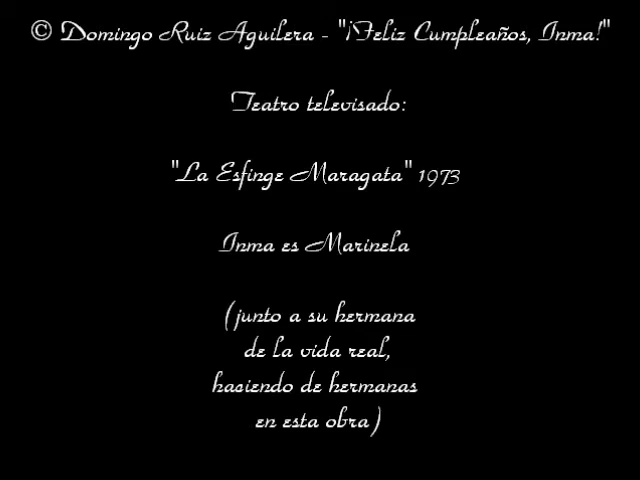 © Domingo Ruiz Aguilera - "¡Feliz Cumpleaños, Inma!"
Teatro televisado:
"La Esfinge Maragata" 1973
Inma es Marinela
(junto a su hermana
de la vida real,
haciendo de hermanas
en esta obra)